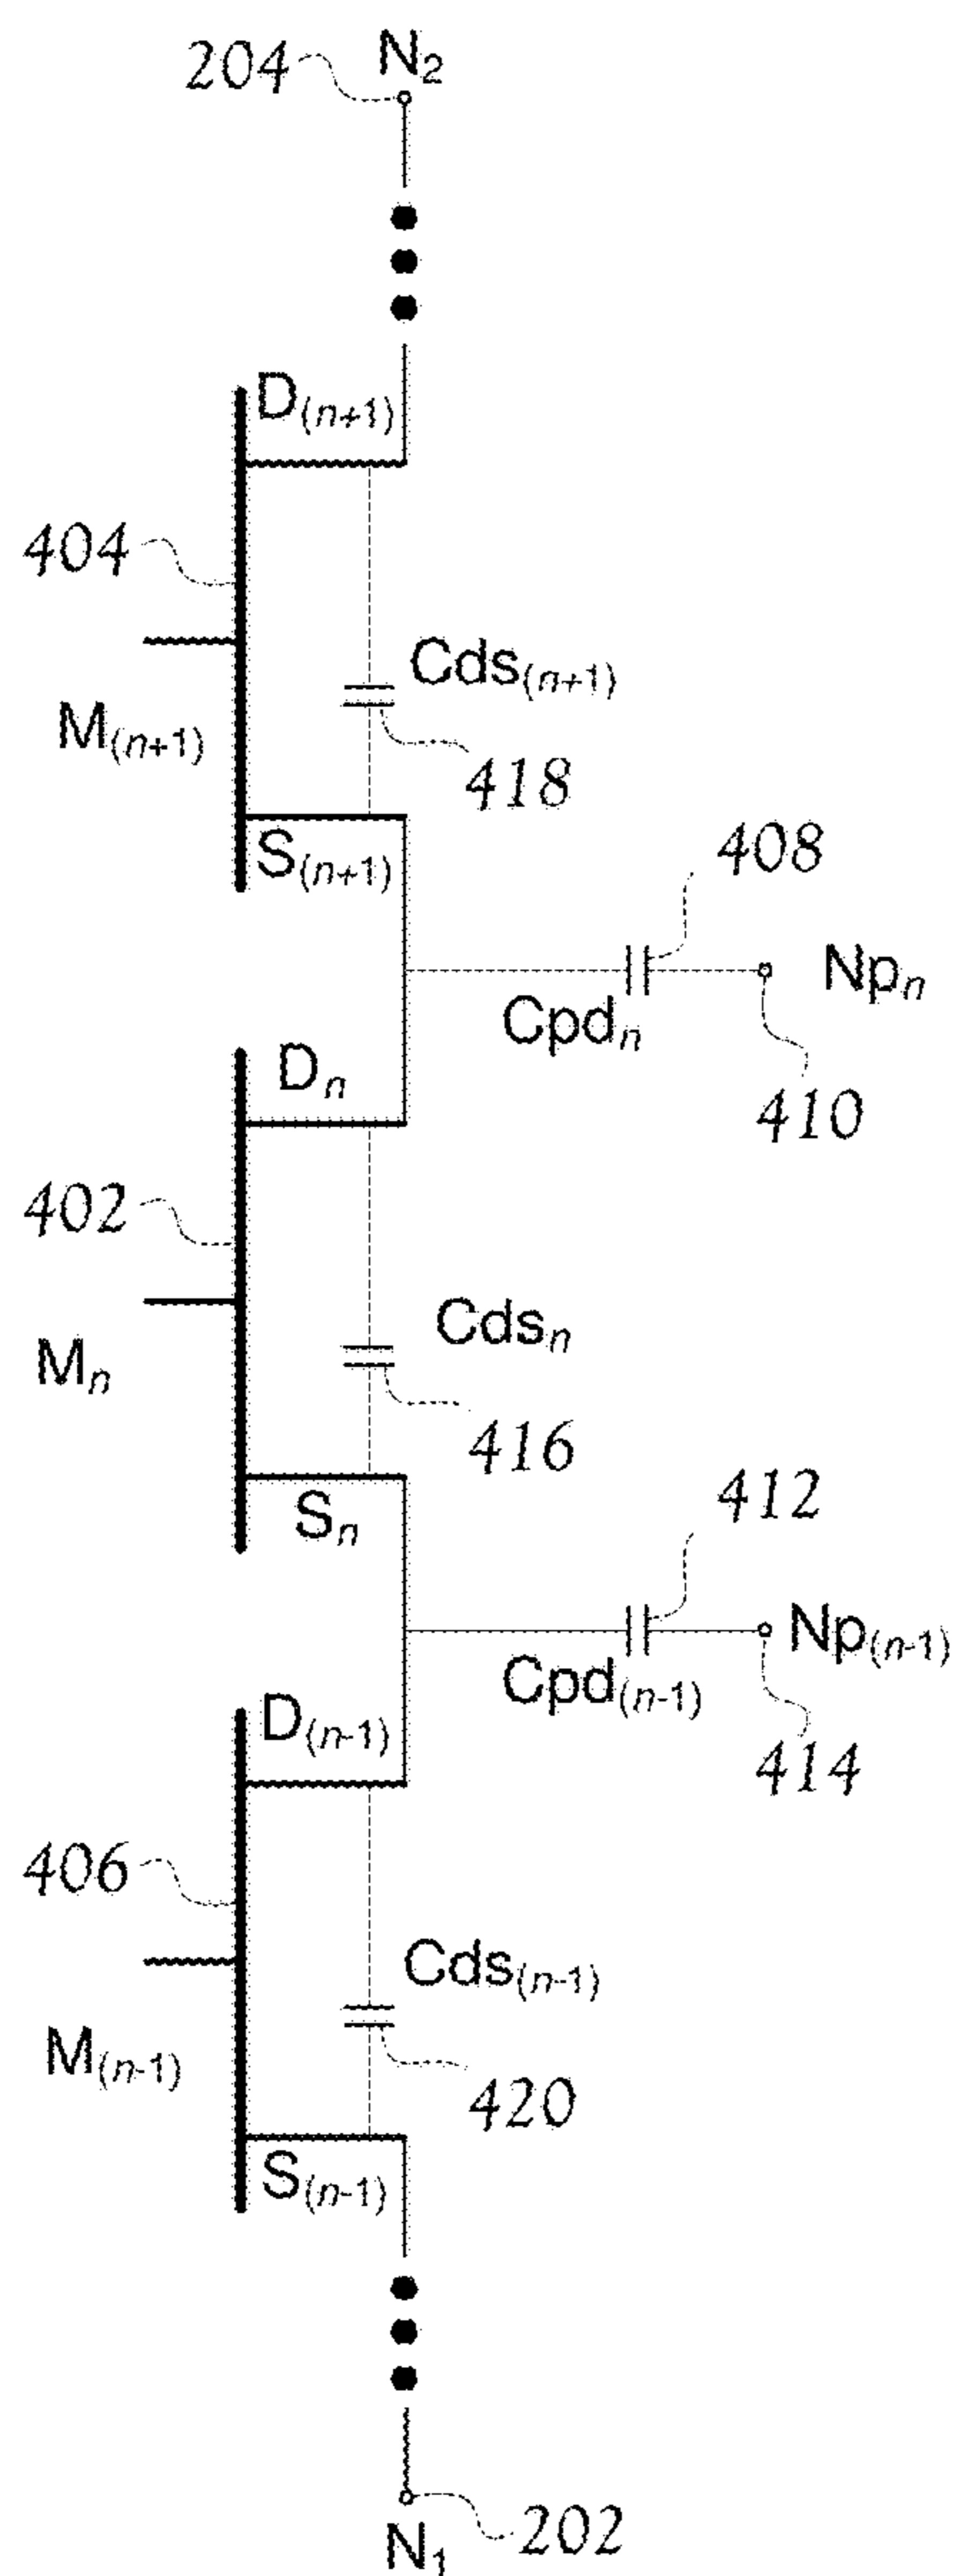 204 N₂
D₍ₙ₊₁₎
404
Cds₍ₙ₊₁₎
M₍ₙ₊₁₎
418
S₍ₙ₊₁₎
408
Npₙ
Cpdₙ
Dₙ
410
402
Cdsₙ
Mₙ
416
412
Sₙ
Np₍ₙ₋₁₎
Cpd₍ₙ₋₁₎
D₍ₙ₋₁₎
414
406
Cds₍ₙ₋₁₎
M₍ₙ₋₁₎
420
S₍ₙ₋₁₎
202
N₁